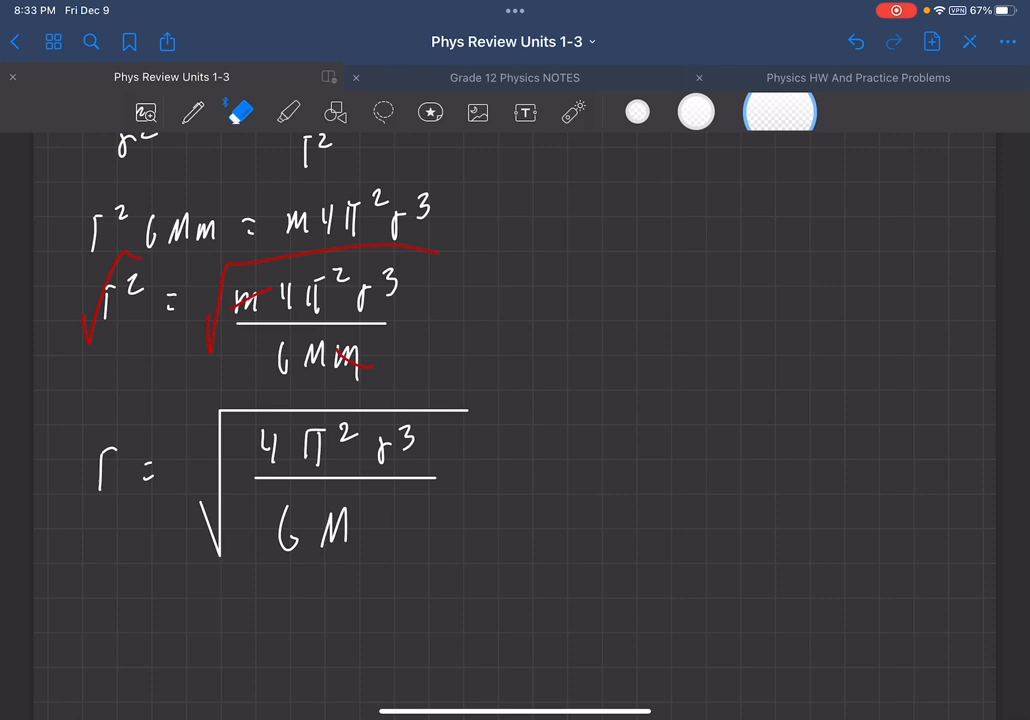 8:33 PM Fri Dec 9
VPN 67%
Phys Review Units 1-3
Phys Review Units 1-3
Grade 12 Physics NOTES
Physics HW And Practice Problems
r² T²
T² G M m = m 4 π² r³
T² = m 4 π² r³
G M m
T = √ 4 π² r³
G M